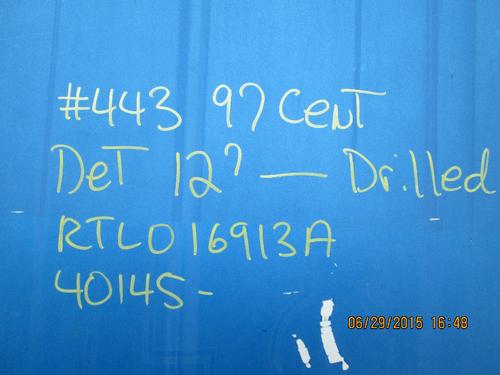 #443 97 CENT
DET 12? — Drilled
RTLO16913A
40145-
06/29/2015 16:48